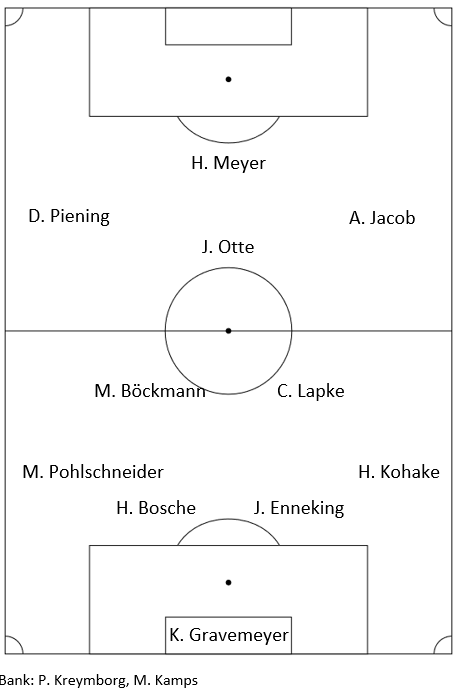 H. Meyer
D. Piening
A. Jacob
J. Otte
M. Böckmann
C. Lapke
M. Pohlschneider
H. Kohake
H. Bosche
J. Enneking
K. Gravemeyer
Bank: P. Kreymborg, M. Kamps